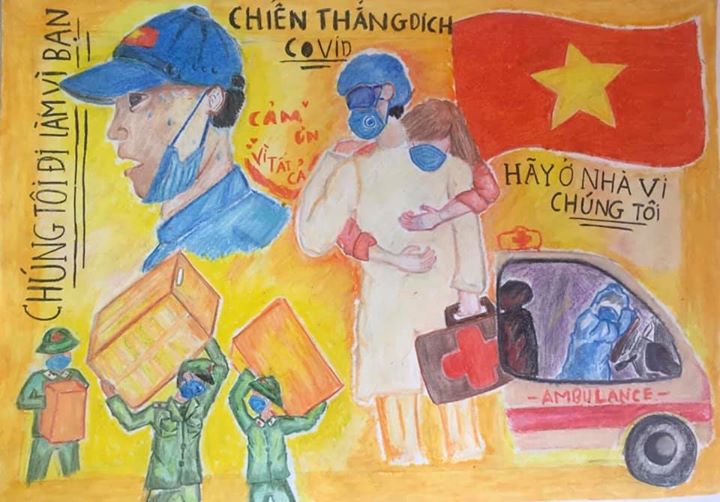 CHÚNG TÔI ĐI LÀM VÌ BẠN
CHIẾN THẮNG DỊCH
COVID
CẢM
ƠN
VÌ TẤT
CẢ
HÃY Ở NHÀ VÌ
CHÚNG TÔI
-AMBULANCE-